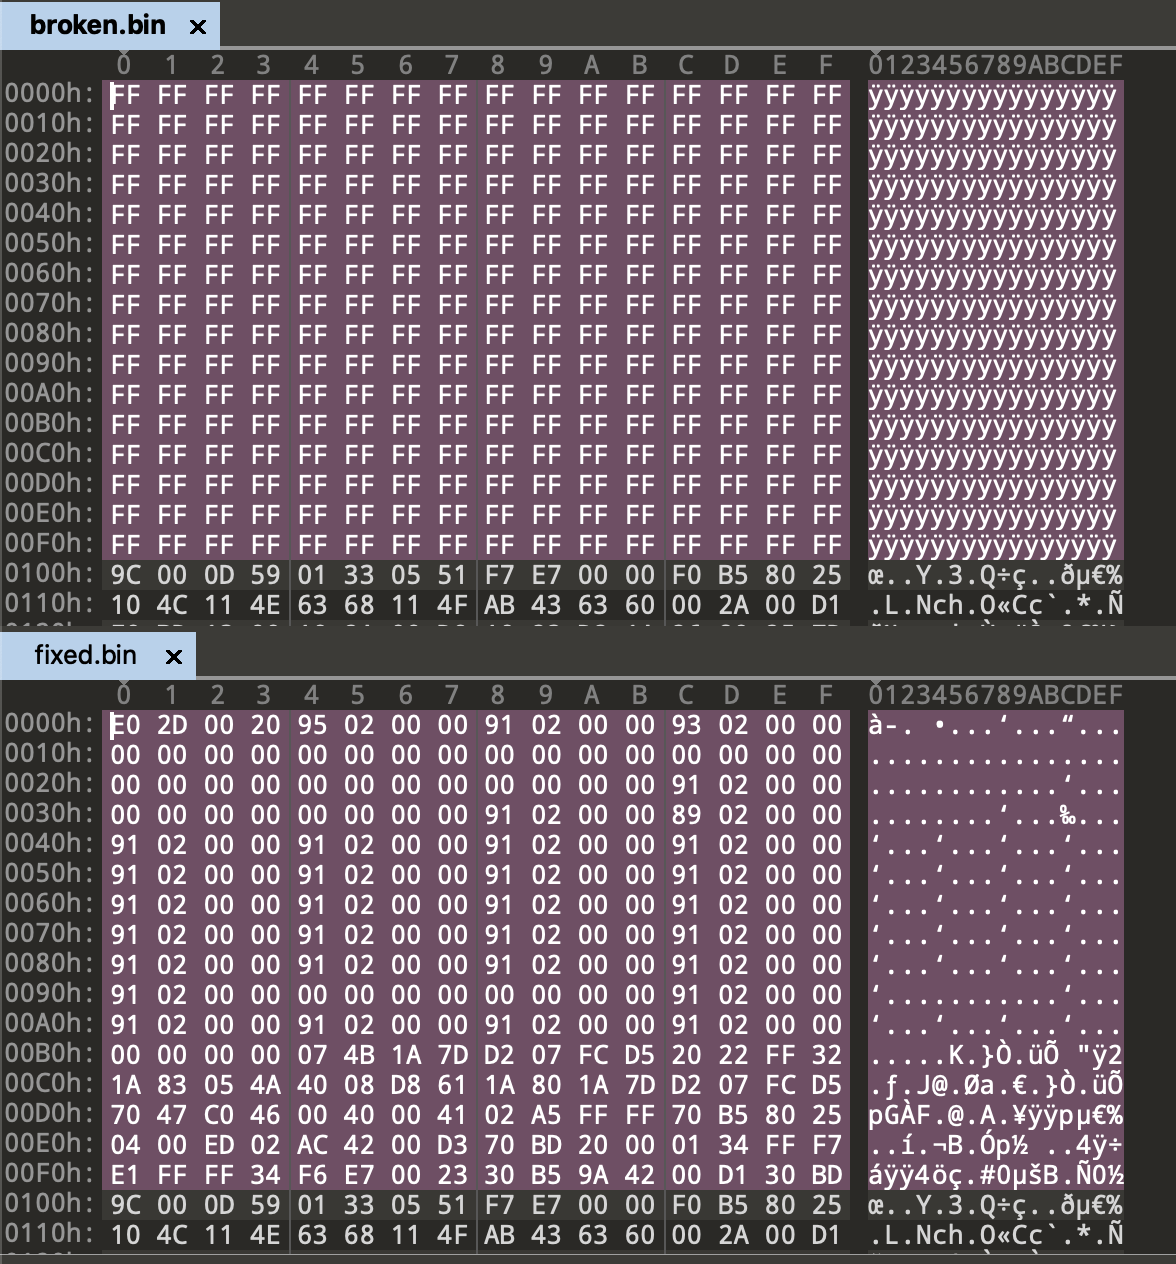 broken.bin ×
0 1 2 3 4 5 6 7 8 9 A B C D E F 0123456789ABCDEF
0000h: FF FF FF FF FF FF FF FF FF FF FF FF FF FF FF FF ÿÿÿÿÿÿÿÿÿÿÿÿÿÿÿÿ
0010h: FF FF FF FF FF FF FF FF FF FF FF FF FF FF FF FF ÿÿÿÿÿÿÿÿÿÿÿÿÿÿÿÿ
0020h: FF FF FF FF FF FF FF FF FF FF FF FF FF FF FF FF ÿÿÿÿÿÿÿÿÿÿÿÿÿÿÿÿ
0030h: FF FF FF FF FF FF FF FF FF FF FF FF FF FF FF FF ÿÿÿÿÿÿÿÿÿÿÿÿÿÿÿÿ
0040h: FF FF FF FF FF FF FF FF FF FF FF FF FF FF FF FF ÿÿÿÿÿÿÿÿÿÿÿÿÿÿÿÿ
0050h: FF FF FF FF FF FF FF FF FF FF FF FF FF FF FF FF ÿÿÿÿÿÿÿÿÿÿÿÿÿÿÿÿ
0060h: FF FF FF FF FF FF FF FF FF FF FF FF FF FF FF FF ÿÿÿÿÿÿÿÿÿÿÿÿÿÿÿÿ
0070h: FF FF FF FF FF FF FF FF FF FF FF FF FF FF FF FF ÿÿÿÿÿÿÿÿÿÿÿÿÿÿÿÿ
0080h: FF FF FF FF FF FF FF FF FF FF FF FF FF FF FF FF ÿÿÿÿÿÿÿÿÿÿÿÿÿÿÿÿ
0090h: FF FF FF FF FF FF FF FF FF FF FF FF FF FF FF FF ÿÿÿÿÿÿÿÿÿÿÿÿÿÿÿÿ
00A0h: FF FF FF FF FF FF FF FF FF FF FF FF FF FF FF FF ÿÿÿÿÿÿÿÿÿÿÿÿÿÿÿÿ
00B0h: FF FF FF FF FF FF FF FF FF FF FF FF FF FF FF FF ÿÿÿÿÿÿÿÿÿÿÿÿÿÿÿÿ
00C0h: FF FF FF FF FF FF FF FF FF FF FF FF FF FF FF FF ÿÿÿÿÿÿÿÿÿÿÿÿÿÿÿÿ
00D0h: FF FF FF FF FF FF FF FF FF FF FF FF FF FF FF FF ÿÿÿÿÿÿÿÿÿÿÿÿÿÿÿÿ
00E0h: FF FF FF FF FF FF FF FF FF FF FF FF FF FF FF FF ÿÿÿÿÿÿÿÿÿÿÿÿÿÿÿÿ
00F0h: FF FF FF FF FF FF FF FF FF FF FF FF FF FF FF FF ÿÿÿÿÿÿÿÿÿÿÿÿÿÿÿÿ
0100h: 9C 00 0D 59 01 33 05 51 F7 E7 00 00 F0 B5 80 25 œ..Y.3.Q÷ç..ðµ€%
0110h: 10 4C 11 4E 63 68 11 4F AB 43 63 60 00 2A 00 D1 .L.Nch.O«Cc`.*.Ñ
fixed.bin ×
0 1 2 3 4 5 6 7 8 9 A B C D E F 0123456789ABCDEF
0000h: E0 2D 00 20 95 02 00 00 91 02 00 00 93 02 00 00 à-. •...‘...“...
0010h: 00 00 00 00 00 00 00 00 00 00 00 00 00 00 00 00 ................
0020h: 00 00 00 00 00 00 00 00 00 00 00 00 91 02 00 00 ............‘...
0030h: 00 00 00 00 00 00 00 00 91 02 00 00 89 02 00 00 ........‘...‰...
0040h: 91 02 00 00 91 02 00 00 91 02 00 00 91 02 00 00 ‘...‘...‘...‘...
0050h: 91 02 00 00 91 02 00 00 91 02 00 00 91 02 00 00 ‘...‘...‘...‘...
0060h: 91 02 00 00 91 02 00 00 91 02 00 00 91 02 00 00 ‘...‘...‘...‘...
0070h: 91 02 00 00 91 02 00 00 91 02 00 00 91 02 00 00 ‘...‘...‘...‘...
0080h: 91 02 00 00 91 02 00 00 91 02 00 00 91 02 00 00 ‘...‘...‘...‘...
0090h: 91 02 00 00 00 00 00 00 00 00 00 00 91 02 00 00 ‘...........‘...
00A0h: 91 02 00 00 91 02 00 00 91 02 00 00 91 02 00 00 ‘...‘...‘...‘...
00B0h: 00 00 00 00 07 4B 1A 7D D2 07 FC D5 20 22 FF 32 .....K.}Ò.üÕ "ÿ2
00C0h: 1A 83 05 4A 40 08 D8 61 1A 80 1A 7D D2 07 FC D5 .ƒ.J@.Øa.€.}Ò.üÕ
00D0h: 70 47 C0 46 00 40 00 41 02 A5 FF FF 70 B5 80 25 pGÀF.@.A.¥ÿÿpµ€%
00E0h: 04 00 ED 02 AC 42 00 D3 70 BD 20 00 01 34 FF F7 ..í.¬B.Óp½ ..4ÿ÷
00F0h: E1 FF FF 34 F6 E7 00 23 30 B5 9A 42 00 D1 30 BD áÿÿ4öç.#0µšB.Ñ0½
0100h: 9C 00 0D 59 01 33 05 51 F7 E7 00 00 F0 B5 80 25 œ..Y.3.Q÷ç..ðµ€%
0110h: 10 4C 11 4E 63 68 11 4F AB 43 63 60 00 2A 00 D1 .L.Nch.O«Cc`.*.Ñ